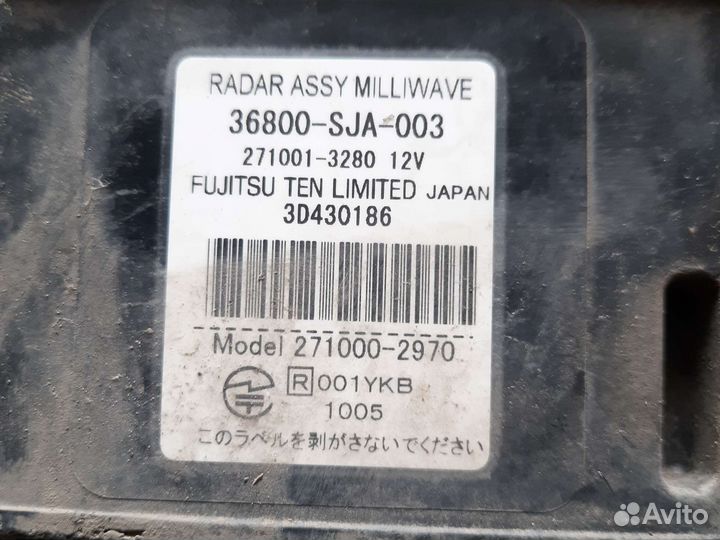 RADAR ASSY MILLIWAVE
36800-SJA-003
271001-3280 12V
FUJITSU TEN LIMITED JAPAN
3D430186
Model 271000-2970
R 001YKB
1005
このラベルを剥がさないでください
Avito